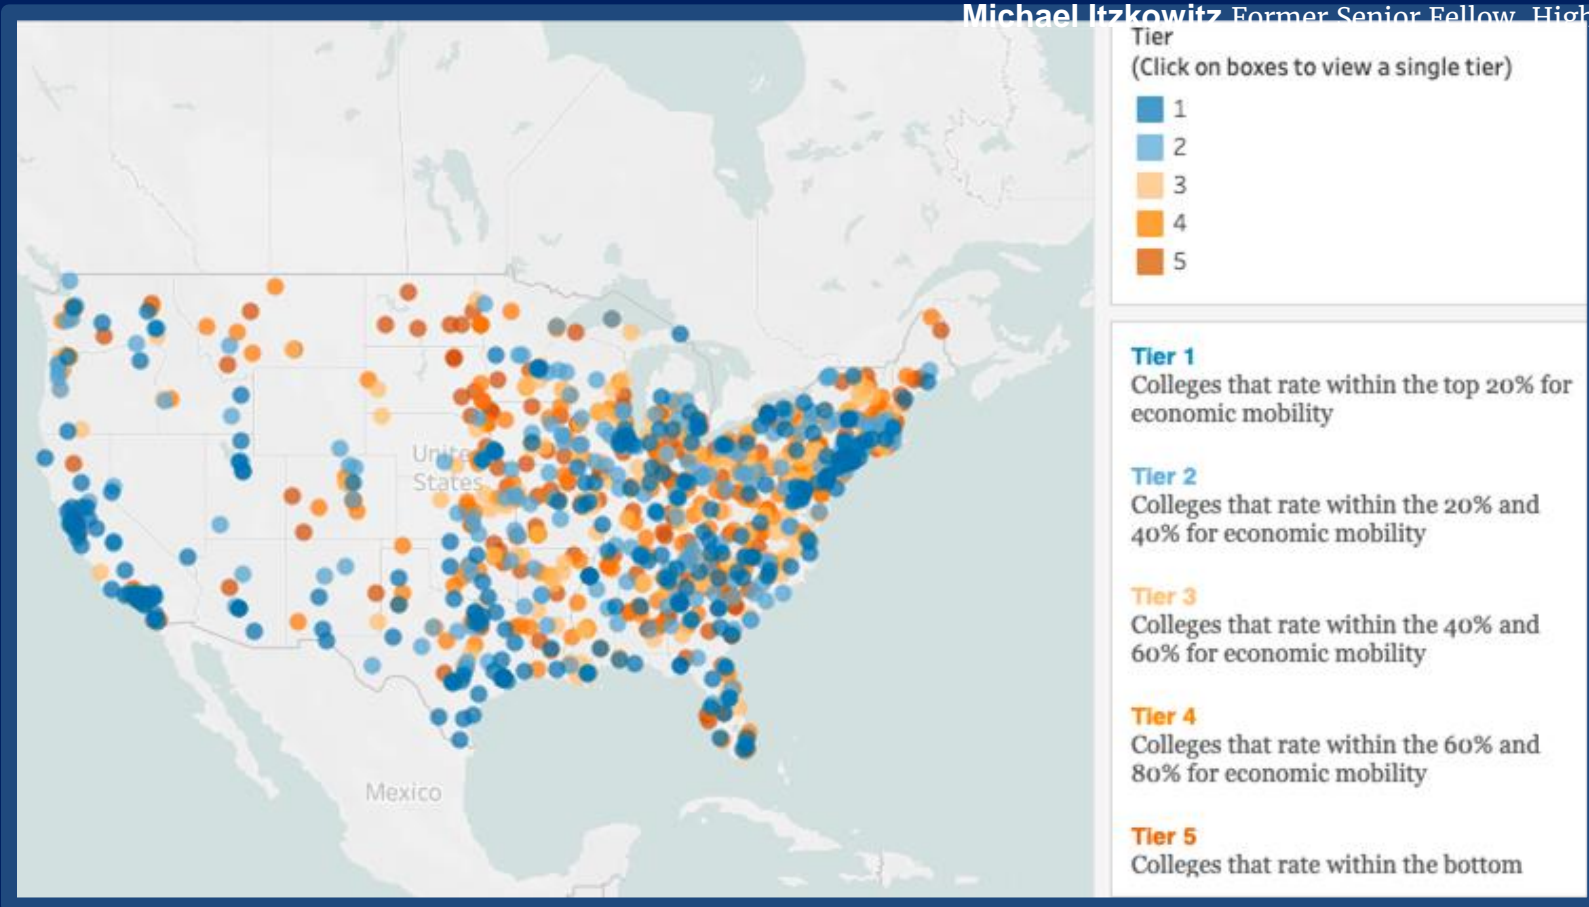 Michael Itzkowitz Former Senior Fellow, High
Tier
(Click on boxes to view a single tier)
1
2
3
4
5
Tier 1
Colleges that rate within the top 20% for
economic mobility
Tier 2
Colleges that rate within the 20% and
40% for economic mobility
Tier 3
Colleges that rate within the 40% and
60% for economic mobility
Tier 4
Colleges that rate within the 60% and
80% for economic mobility
Tier 5
Colleges that rate within the bottom
United
States
Mexico